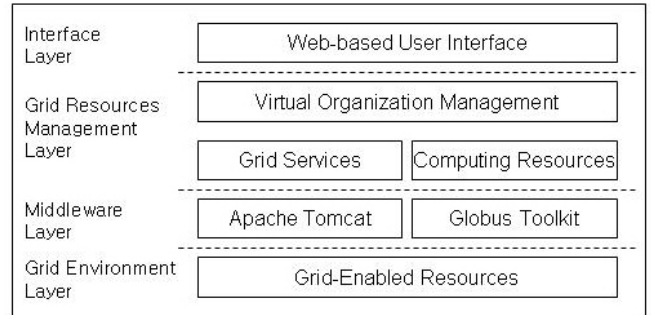 Interface
Layer
Web-based User Interface
Grid Resources
Management
Layer
Virtual Organization Management
Grid Services
Computing Resources
Middleware
Layer
Apache Tomcat
Globus Toolkit
Grid Environment
Layer
Grid-Enabled Resources